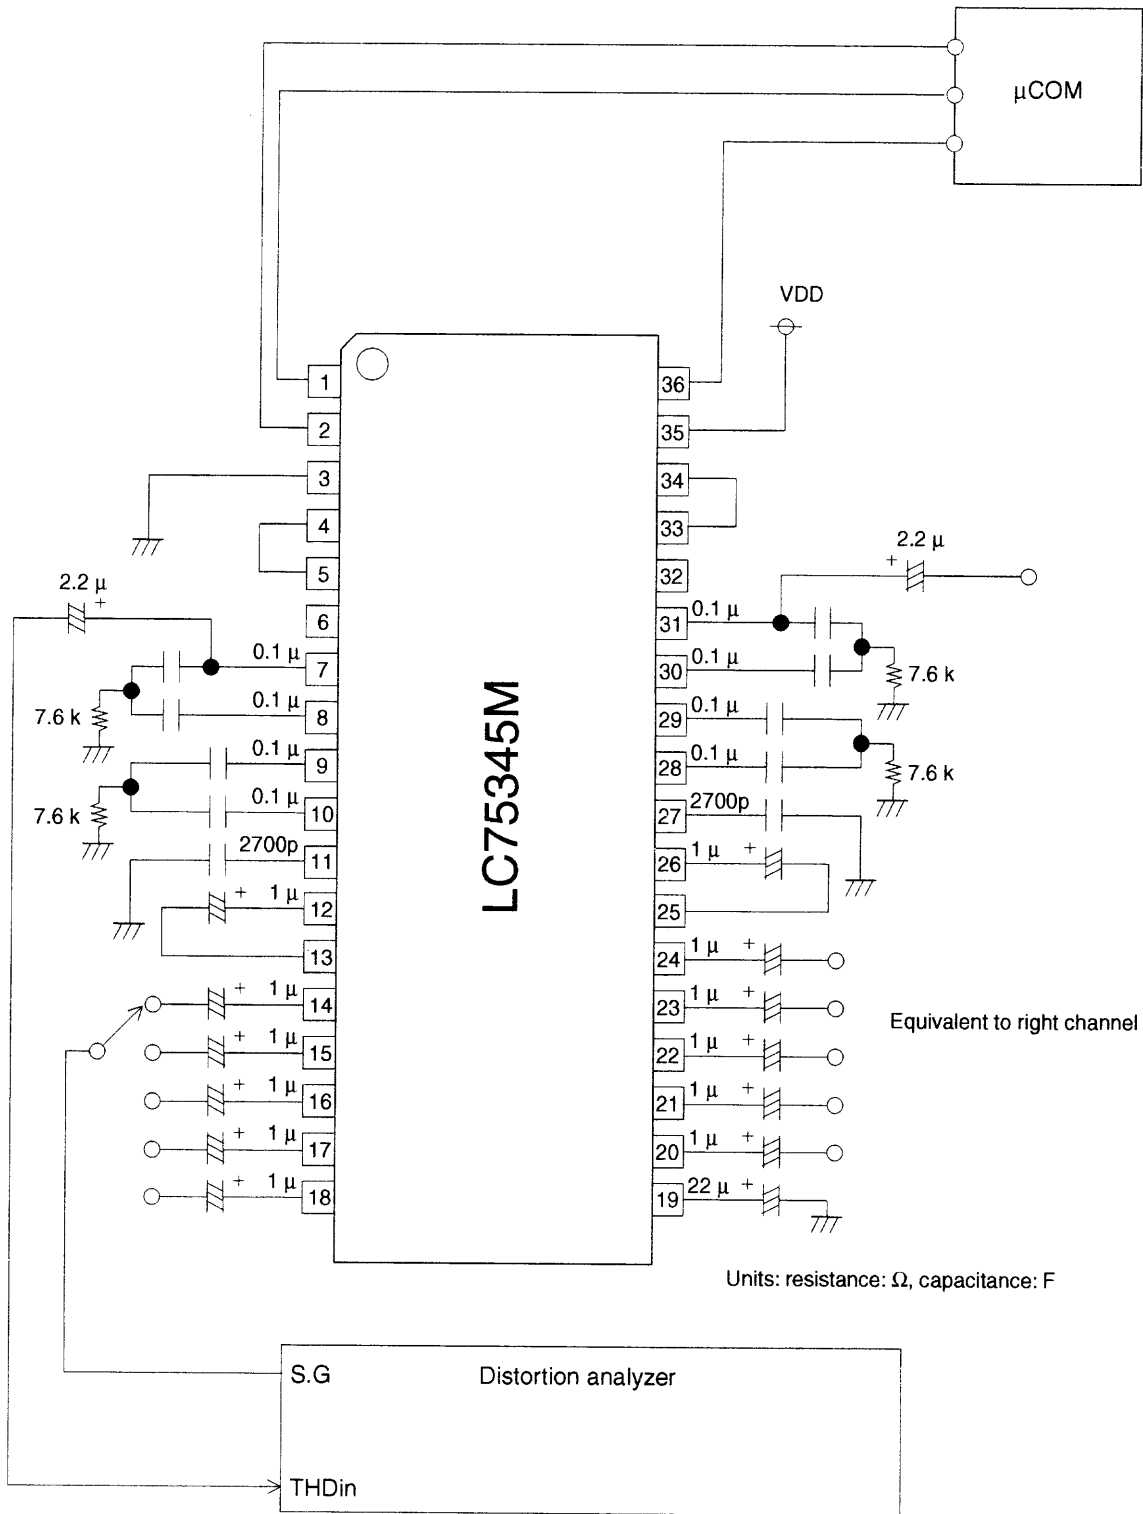 μCOM
VDD
1
36
2
35
3
34
4
33
2.2 μ
+
5
32
2.2 μ
+
6
31
0.1 μ
0.1 μ
7
30
0.1 μ
7.6 k
7.6 k
0.1 μ
8
29
0.1 μ
0.1 μ
9
28
0.1 μ
7.6 k
7.6 k
0.1 μ
10
27
2700p
2700p
11
26
1 μ
+
+
1 μ
12
25
13
24
1 μ
+
+
1 μ
14
23
1 μ
+
Equivalent to right channel
+
1 μ
15
22
1 μ
+
+
1 μ
16
21
1 μ
+
+
1 μ
17
20
1 μ
+
+
1 μ
18
19
22 μ
+
LC75345M
Units: resistance: Ω, capacitance: F
S.G
Distortion analyzer
THDin